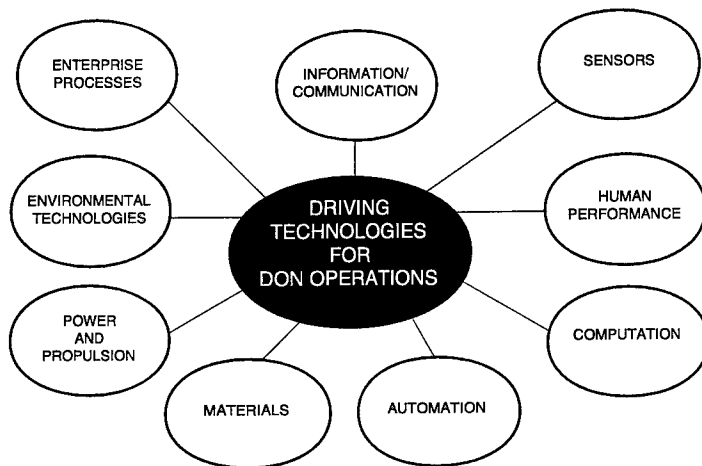 ENTERPRISE
PROCESSES
INFORMATION/
COMMUNICATION
SENSORS
ENVIRONMENTAL
TECHNOLOGIES
DRIVING
TECHNOLOGIES
FOR
DON OPERATIONS
HUMAN
PERFORMANCE
POWER
AND
PROPULSION
COMPUTATION
MATERIALS
AUTOMATION